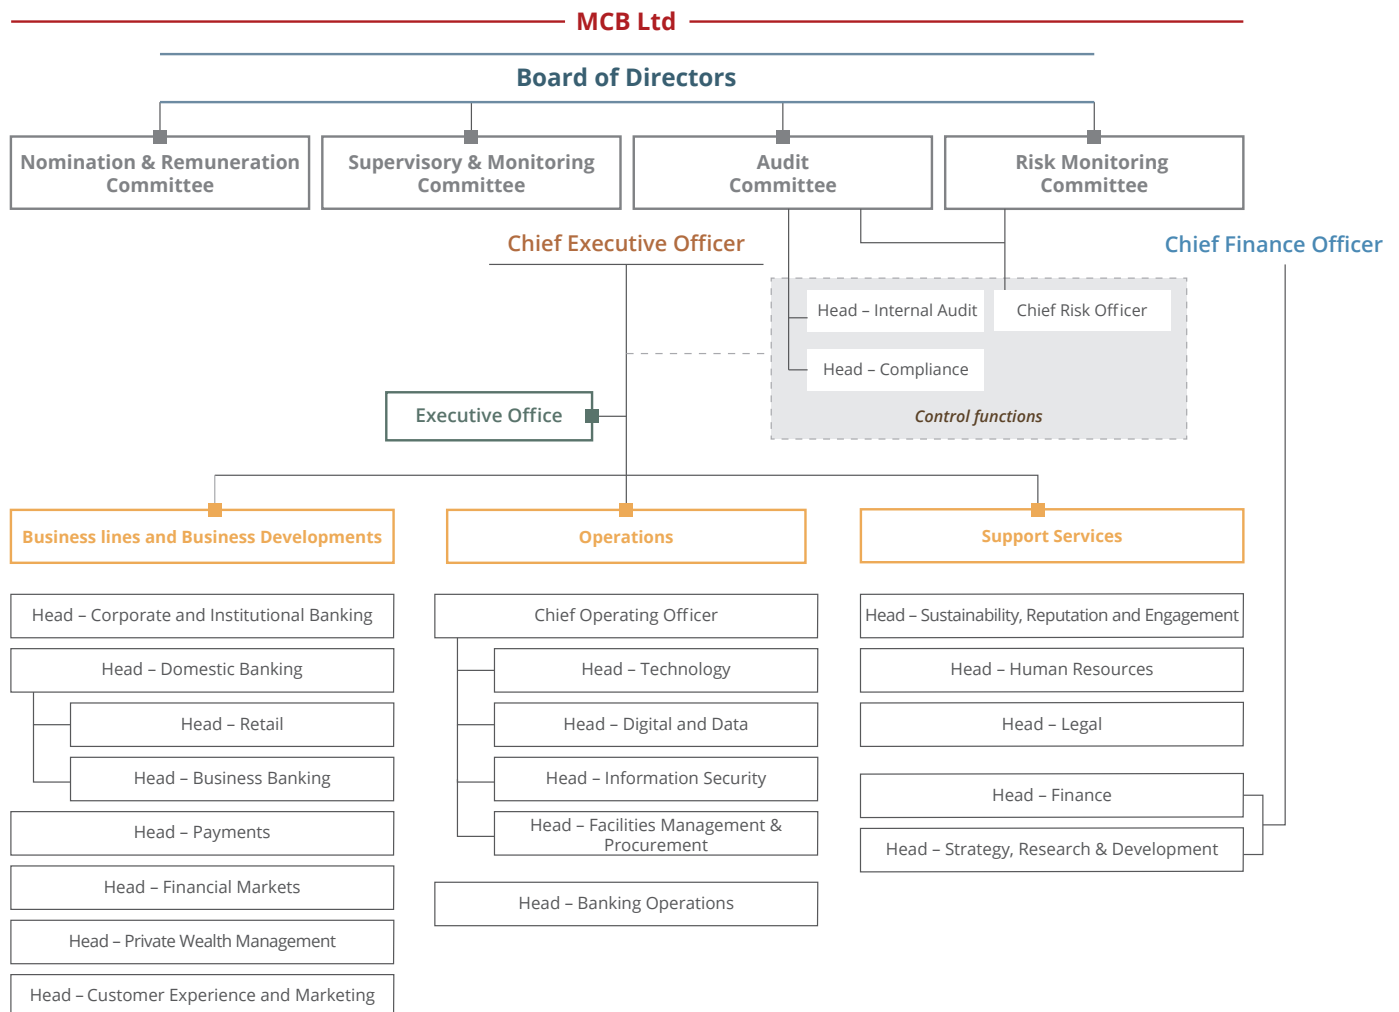 MCB Ltd
Board of Directors
Nomination & Remuneration
Committee
Supervisory & Monitoring
Committee
Audit
Committee
Risk Monitoring
Committee
Chief Executive Officer
Chief Finance Officer
Head – Internal Audit
Chief Risk Officer
Head – Compliance
Control functions
Executive Office
Business lines and Business Developments
Operations
Support Services
Head – Corporate and Institutional Banking
Head – Domestic Banking
Head – Retail
Head – Business Banking
Head – Payments
Head – Financial Markets
Head – Private Wealth Management
Head – Customer Experience and Marketing
Chief Operating Officer
Head – Technology
Head – Digital and Data
Head – Information Security
Head – Facilities Management &
Procurement
Head – Banking Operations
Head – Sustainability, Reputation and Engagement
Head – Human Resources
Head – Legal
Head – Finance
Head – Strategy, Research & Development